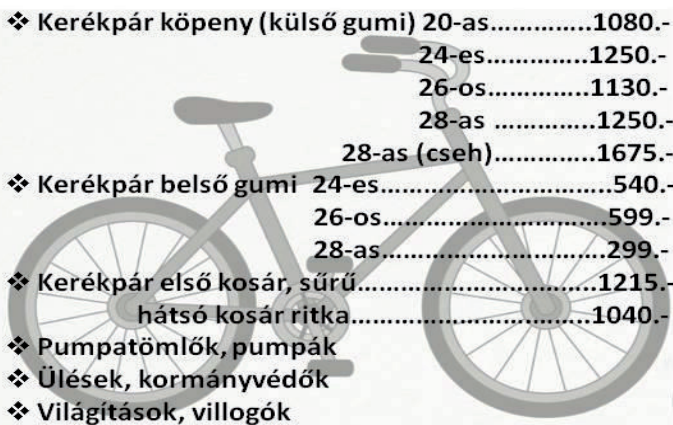 ❖ Kerékpár köpeny (külső gumi) 20-as..............1080.-
24-es..............1250.-
26-os..............1130.-
28-as ..............1250.-
28-as (cseh)..............1675.-
❖ Kerékpár belső gumi 24-es..............................540.-
26-os..............................599.-
28-as..............................299.-
❖ Kerékpár első kosár, sűrű..............................1215.-
hátsó kosár ritka..............................1040.-
❖ Pumpatömlők, pumpák
❖ Ülések, kormányvédők
❖ Világítások, villogók